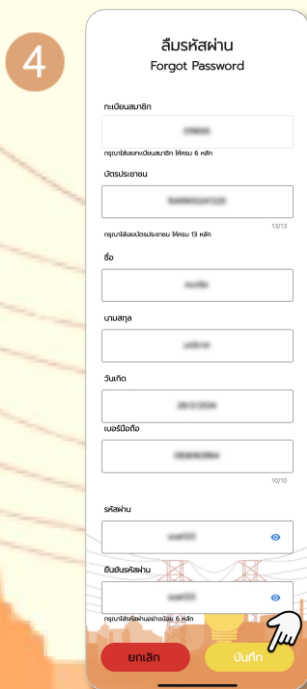 4
ลืมรหัสผ่าน
Forgot Password
ทะเบียนสมาชิก
กรุณาใส่เลขทะเบียนสมาชิก ให้ครบ 6 หลัก
บัตรประชาชน
13/13
กรุณาใส่เลขบัตรประชาชน ให้ครบ 13 หลัก
ชื่อ
นามสกุล
วันเกิด
เบอร์มือถือ
10/10
รหัสผ่าน
ยืนยันรหัสผ่าน
กรุณาใส่รหัสผ่านอย่างน้อย 6 หลัก
ยกเลิก
บันทึก